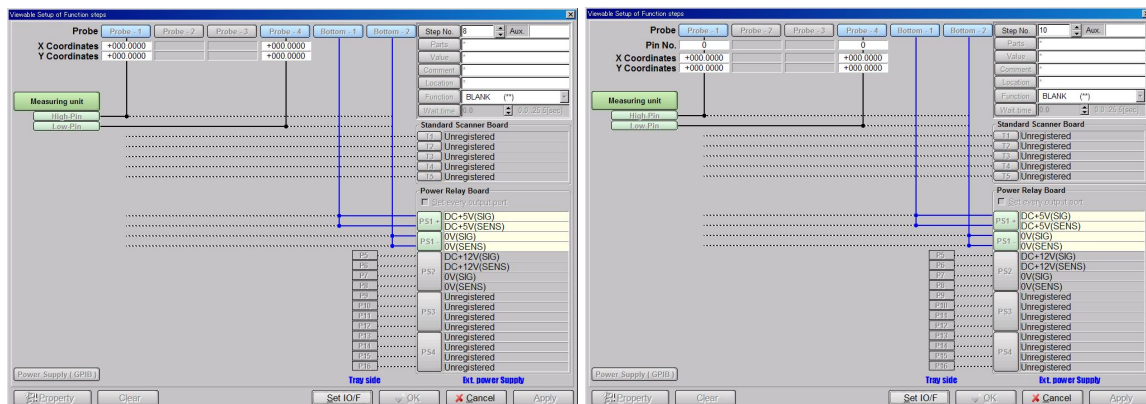 Viewable Setup of Function steps
Probe Probe - 1 Probe - 2 Probe - 3 Probe - 4 Bottom - 1 Bottom - 2 Step No. 8 Aux.
X Coordinates +000.0000 +000.0000 Parts *
Y Coordinates +000.0000 +000.0000 Value *
Comment *
Location *
Measuring unit Function BLANK (**)
High-Pin Wait time 0.0 0.0..25.5[sec]
Low-Pin
Standard Scanner Board
T1 Unregistered
T2 Unregistered
T3 Unregistered
T4 Unregistered
T5 Unregistered
Power Relay Board
Set every output port
PS1 + DC+5V(SIG)
DC+5V(SENS)
PS1 - 0V(SIG)
0V(SENS)
P5 DC+12V(SIG)
P6 DC+12V(SENS)
PS2
P7 0V(SIG)
P8 0V(SENS)
P9 Unregistered
P10 Unregistered
PS3
P11 Unregistered
P12 Unregistered
P13 Unregistered
P14 Unregistered
PS4
P15 Unregistered
Power Supply ( GPIB ) P16 Unregistered
Tray side Ext. power Supply
Property Clear Set IO/F OK Cancel Apply
Viewable Setup of Function steps
Probe Probe - 1 Probe - 2 Probe - 3 Probe - 4 Bottom - 1 Bottom - 2 Step No. 10 Aux.
Pin No. 0 0 Parts *
X Coordinates +000.0000 +000.0000 Value *
Y Coordinates +000.0000 +000.0000 Comment *
Location *
Measuring unit Function BLANK (**)
High-Pin Wait time 0.0 0.0..25.5[sec]
Low-Pin
Standard Scanner Board
T1 Unregistered
T2 Unregistered
T3 Unregistered
T4 Unregistered
T5 Unregistered
Power Relay Board
Set every output port
PS1 + DC+5V(SIG)
DC+5V(SENS)
PS1 - 0V(SIG)
0V(SENS)
P5 DC+12V(SIG)
P6 DC+12V(SENS)
PS2
P7 0V(SIG)
P8 0V(SENS)
P9 Unregistered
P10 Unregistered
PS3
P11 Unregistered
P12 Unregistered
P13 Unregistered
P14 Unregistered
PS4
P15 Unregistered
Power Supply ( GPIB ) P16 Unregistered
Tray side Ext. power Supply
Property Clear Set IO/F OK Cancel Apply